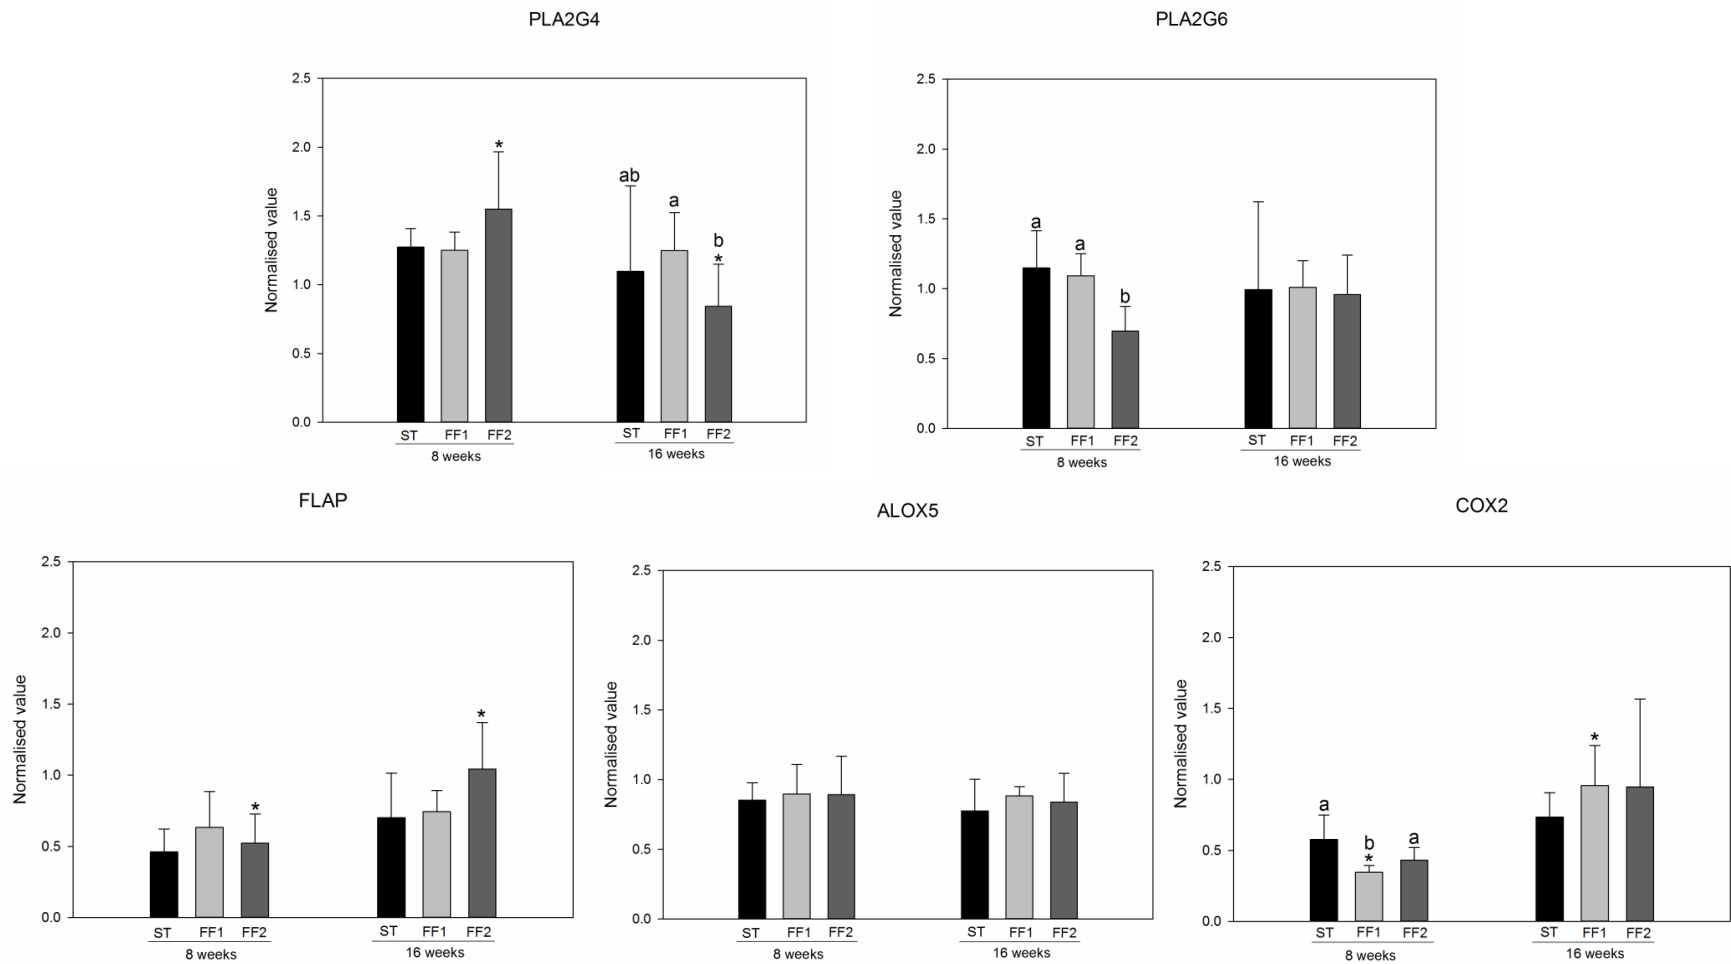 PLA2G4
2.5
2.0
1.5
1.0
0.5
0.0
Normalised value
*
ab
a
b
*
ST FF1 FF2
8 weeks
ST FF1 FF2
16 weeks
PLA2G6
2.5
2.0
1.5
1.0
0.5
0.0
Normalised value
a
a
b
ST FF1 FF2
8 weeks
ST FF1 FF2
16 weeks
FLAP
2.5
2.0
1.5
1.0
0.5
0.0
Normalised value
*
*
ST FF1 FF2
8 weeks
ST FF1 FF2
16 weeks
ALOX5
2.5
2.0
1.5
1.0
0.5
0.0
Normalised value
ST FF1 FF2
8 weeks
ST FF1 FF2
16 weeks
COX2
2.5
2.0
1.5
1.0
0.5
0.0
Normalised value
a
b
*
a
*
ST FF1 FF2
8 weeks
ST FF1 FF2
16 weeks